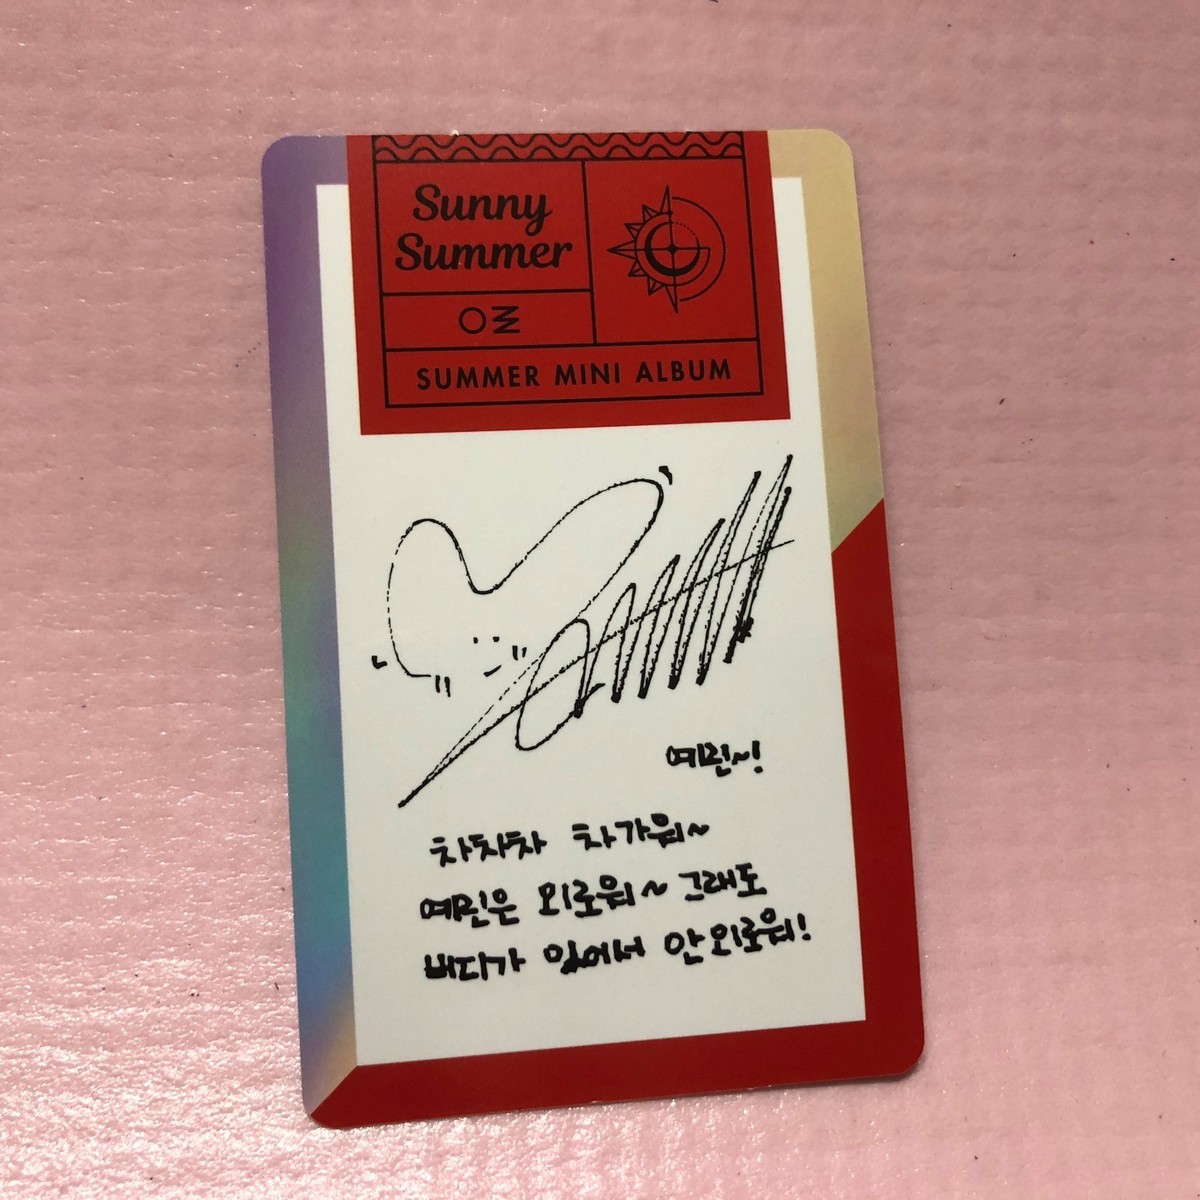 Sunny
Summer
SUMMER MINI ALBUM
예린~!
차차차 차가워~
예린은 외로워~ 그래도
버디가 있어서 안 외로워!